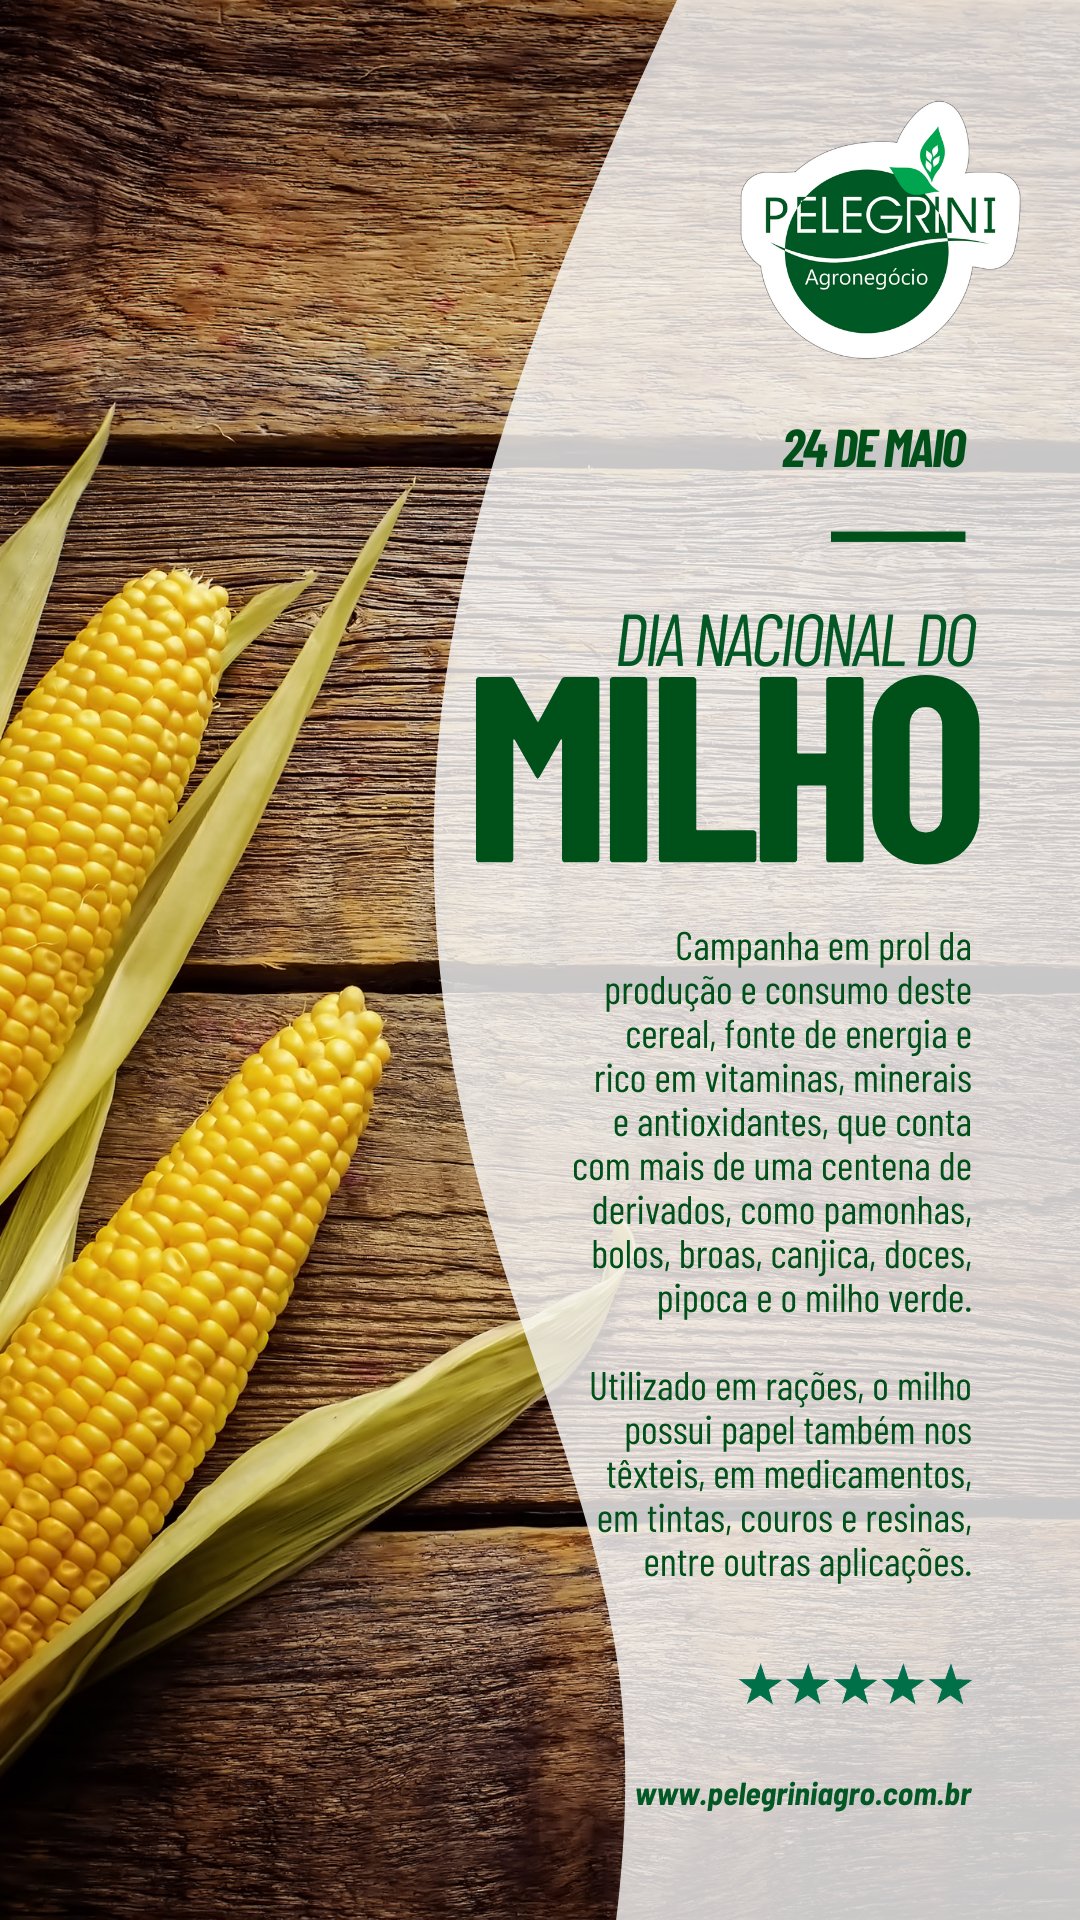 PELEGRINI
Agronegócio
24 DE MAIO
DIA NACIONAL DO
MILHO
Campanha em prol da
produção e consumo deste
cereal, fonte de energia e
rico em vitaminas, minerais
e antioxidantes, que conta
com mais de uma centena de
derivados, como pamonhas,
bolos, broas, canjica, doces,
pipoca e o milho verde.
Utilizado em rações, o milho
possui papel também nos
têxteis, em medicamentos,
em tintas, couros e resinas,
entre outras aplicações.
www.pelegriniagro.com.br